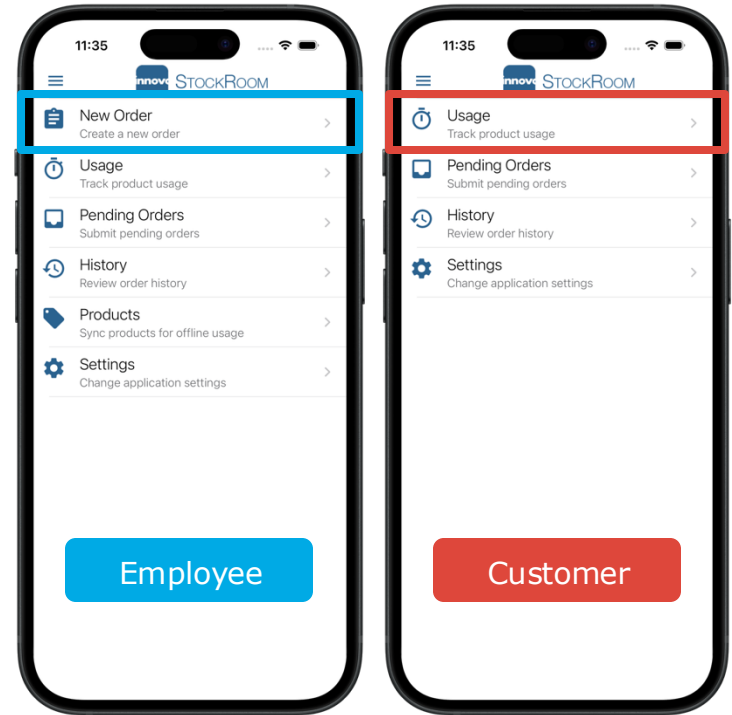 11:35
innovo STOCKROOM
New Order
Create a new order
Usage
Track product usage
Pending Orders
Submit pending orders
History
Review order history
Products
Sync products for offline usage
Settings
Change application settings
Employee
11:35
innovo STOCKROOM
Usage
Track product usage
Pending Orders
Submit pending orders
History
Review order history
Settings
Change application settings
Customer